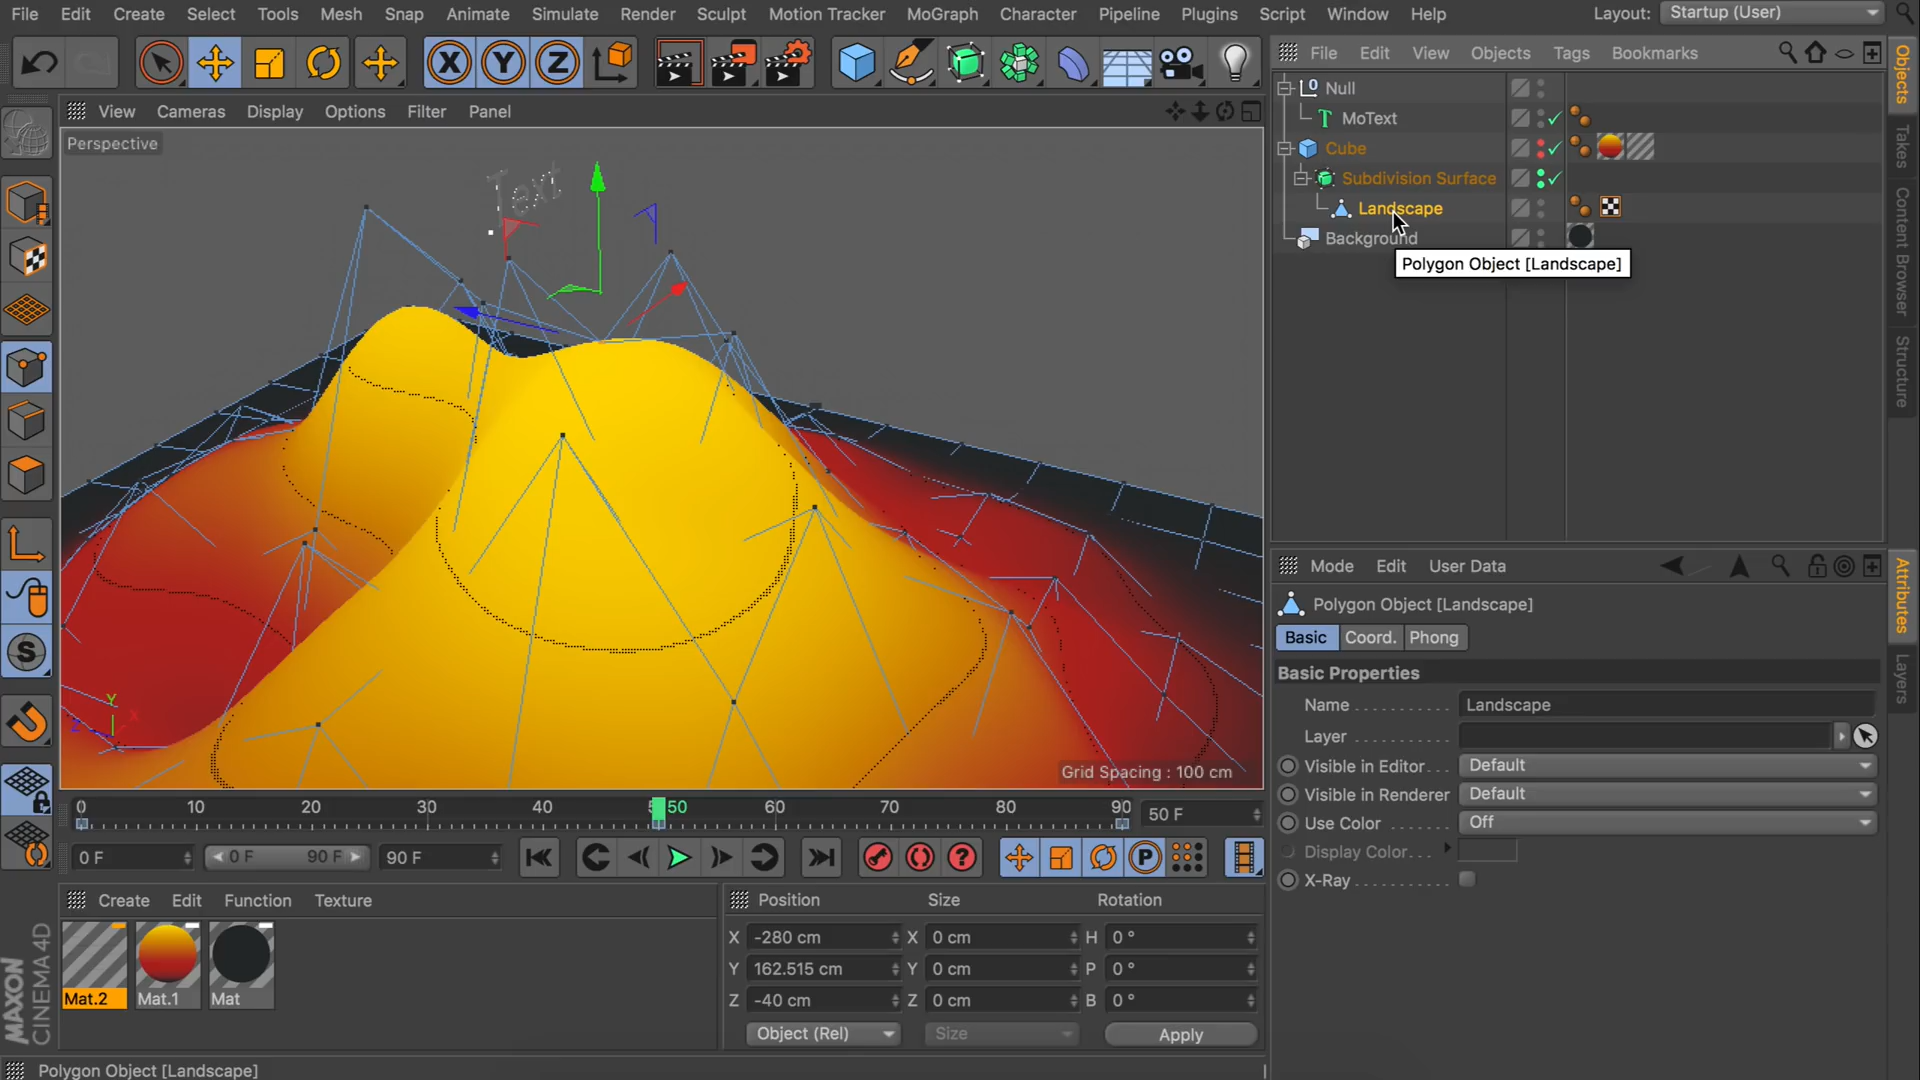 File Edit Create Select Tools Mesh Snap Animate Simulate Render Sculpt Motion Tracker MoGraph Character Pipeline Plugins Script Window Help Layout: Startup (User)
X Y Z
File Edit View Objects Tags Bookmarks
View Cameras Display Options Filter Panel
Perspective
Text
Null
MoText
Cube
Subdivision Surface
Landscape
Background
Polygon Object [Landscape]
Objects
Takes
Content Browser
Structure
Mode Edit User Data
Polygon Object [Landscape]
Basic Coord. Phong
Basic Properties
Name Landscape
Layer
Visible in Editor Default
Visible in Renderer Default
Use Color Off
Display Color
X-Ray
Attributes
Layers
Y
X
Z
Grid Spacing : 100 cm
0 10 20 30 40 50 60 70 80 90 50 F
0 F 0 F 90 F 90 F
P
Create Edit Function Texture
Mat.2 Mat.1 Mat
MAXON
CINEMA 4D
Position Size Rotation
X -280 cm X 0 cm H 0 °
Y 162.515 cm Y 0 cm P 0 °
Z -40 cm Z 0 cm B 0 °
Object (Rel) Size Apply
Polygon Object [Landscape]